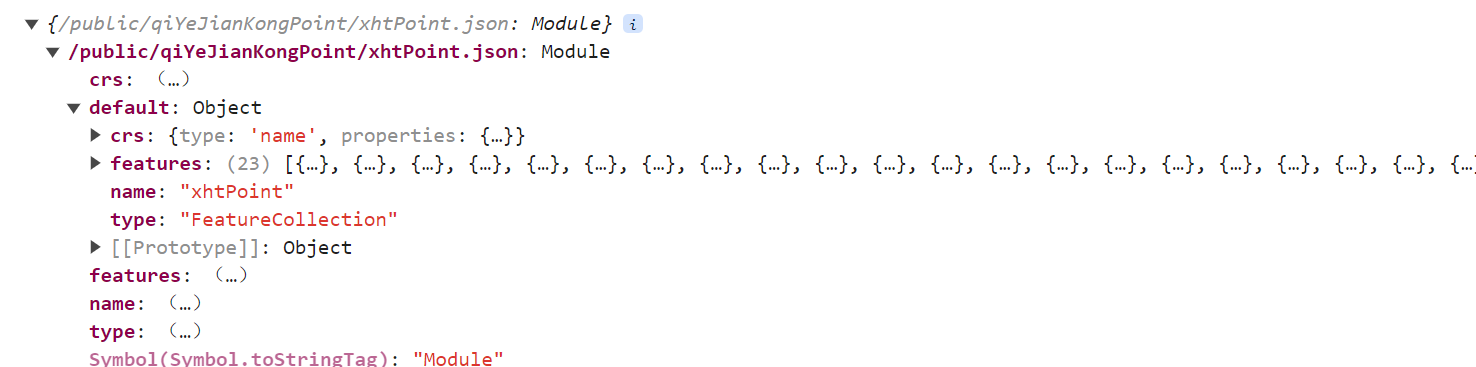 ▼ {/public/qiYeJianKongPoint/xhtPoint.json: Module} i
▼ /public/qiYeJianKongPoint/xhtPoint.json: Module
crs: （…）
▼ default: Object
▶ crs: {type: 'name', properties: {…}}
▶ features: (23) [{…}, {…}, {…}, {…}, {…}, {…}, {…}, {…}, {…}, {…}, {…}, {…}, {…}, {…}, {…}, {…}, {…}, {…}, {…}, {…}, {…
name: "xhtPoint"
type: "FeatureCollection"
▶ [[Prototype]]: Object
features: （…）
name: （…）
type: （…）
Symbol(Symbol.toStringTag): "Module"